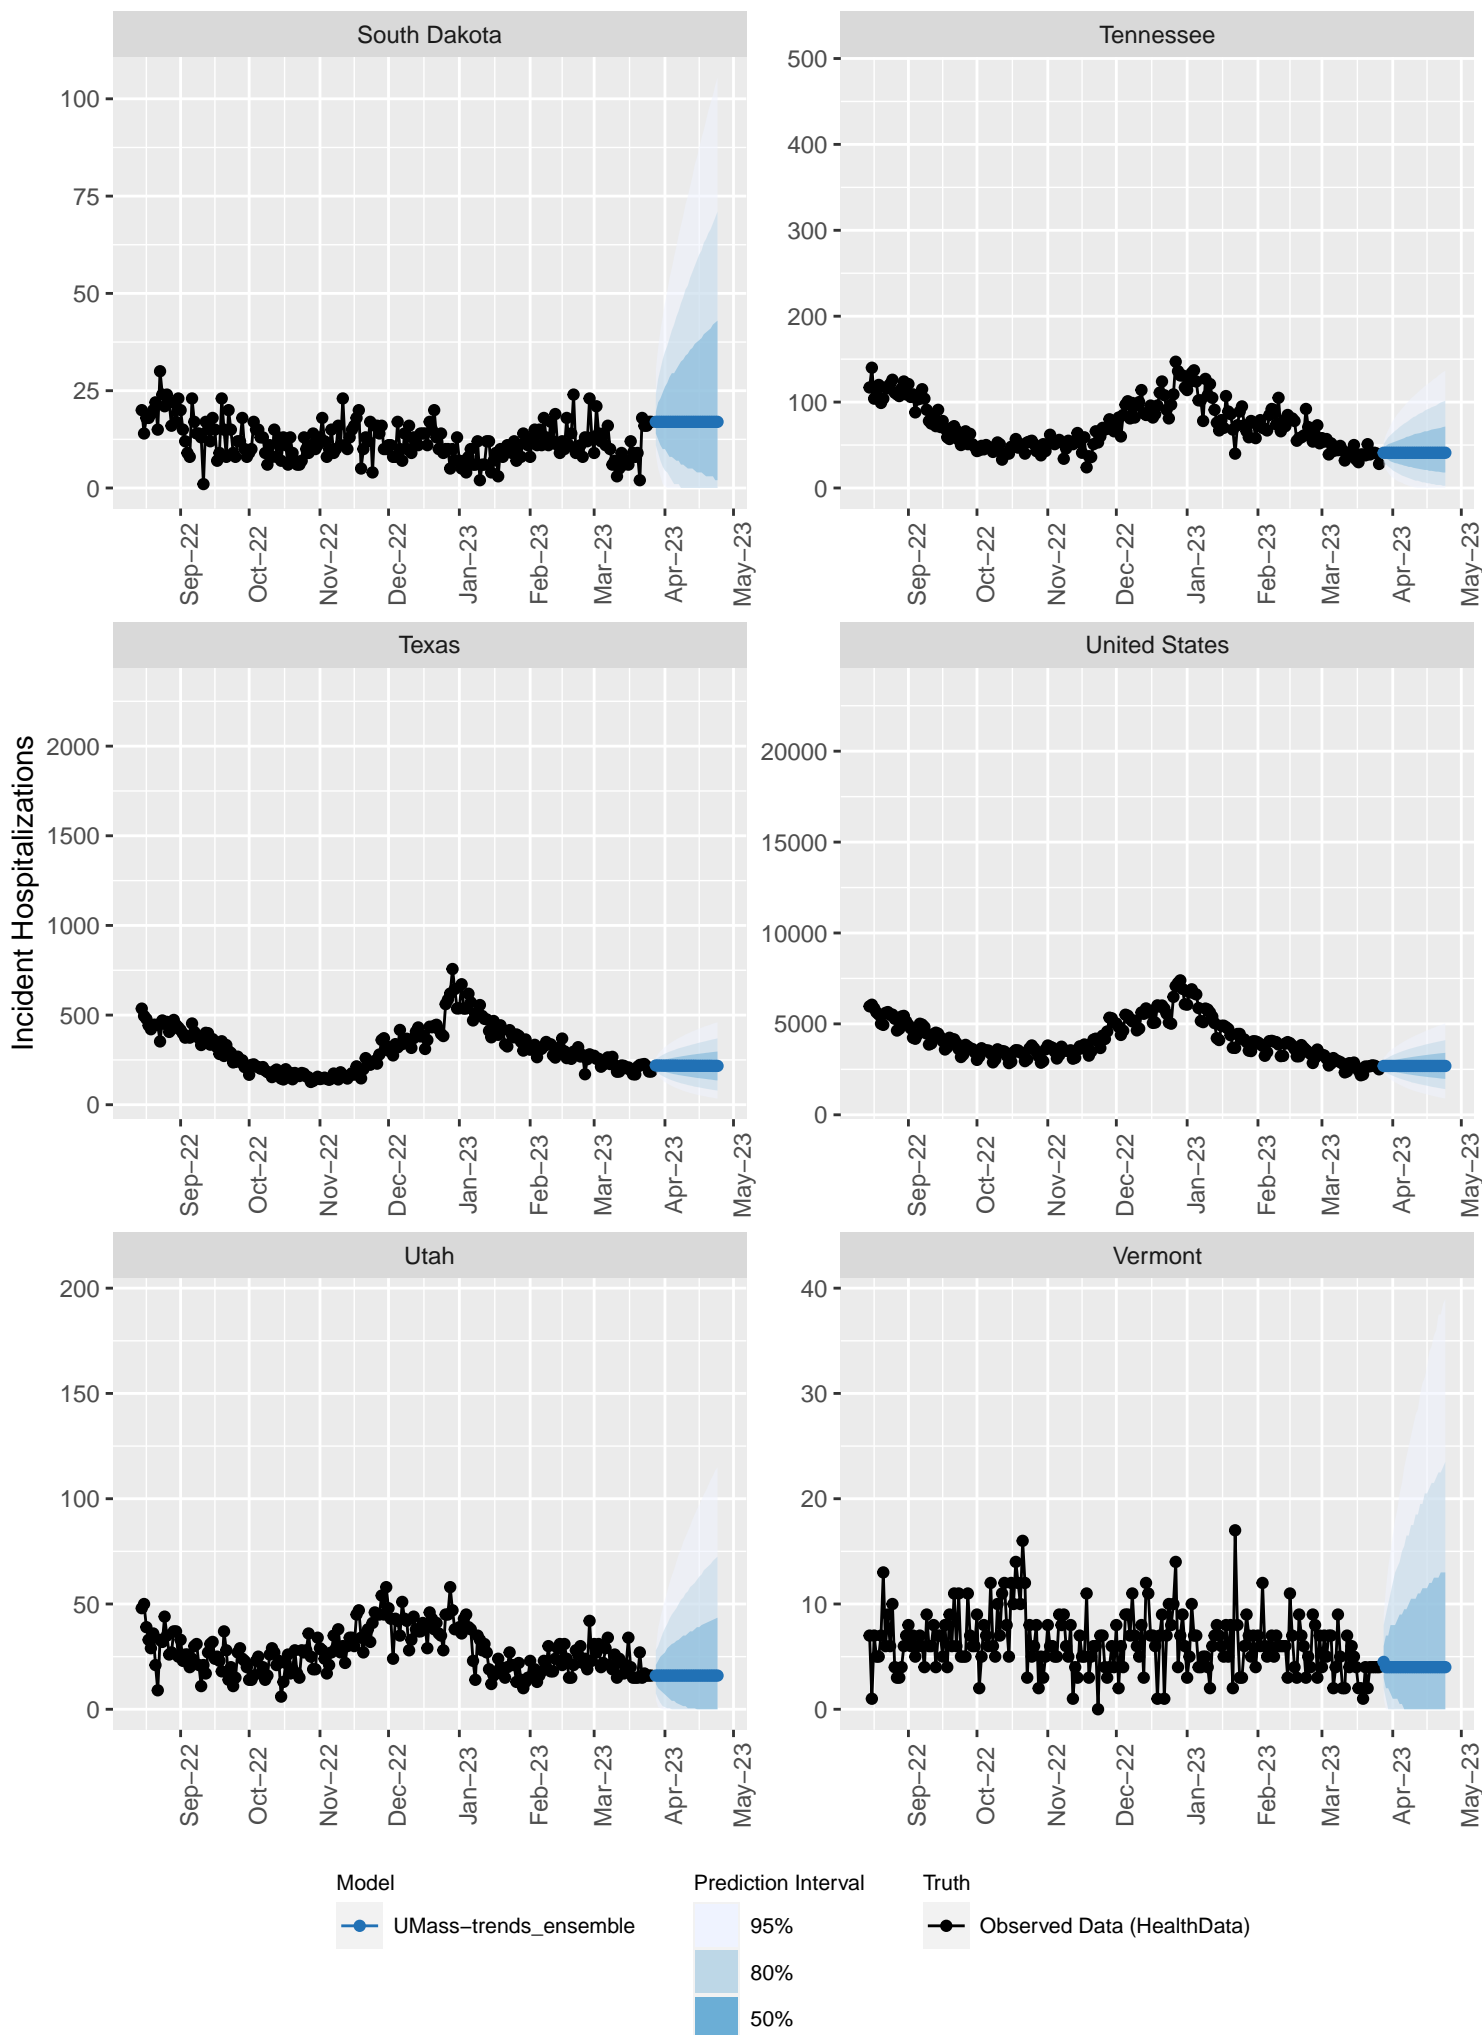 South Dakota
Tennessee
100
75
50
25
0
500
400
300
200
100
0
Sep−22
Oct−22
Nov−22
Dec−22
Jan−23
Feb−23
Mar−23
Apr−23
May−23
Sep−22
Oct−22
Nov−22
Dec−22
Jan−23
Feb−23
Mar−23
Apr−23
May−23
Incident Hospitalizations
Texas
United States
2000
1500
1000
500
0
20000
15000
10000
5000
0
Sep−22
Oct−22
Nov−22
Dec−22
Jan−23
Feb−23
Mar−23
Apr−23
May−23
Sep−22
Oct−22
Nov−22
Dec−22
Jan−23
Feb−23
Mar−23
Apr−23
May−23
Utah
Vermont
200
150
100
50
0
40
30
20
10
0
Sep−22
Oct−22
Nov−22
Dec−22
Jan−23
Feb−23
Mar−23
Apr−23
May−23
Sep−22
Oct−22
Nov−22
Dec−22
Jan−23
Feb−23
Mar−23
Apr−23
May−23
Model
UMass−trends_ensemble
Prediction Interval
95%
80%
50%
Truth
Observed Data (HealthData)